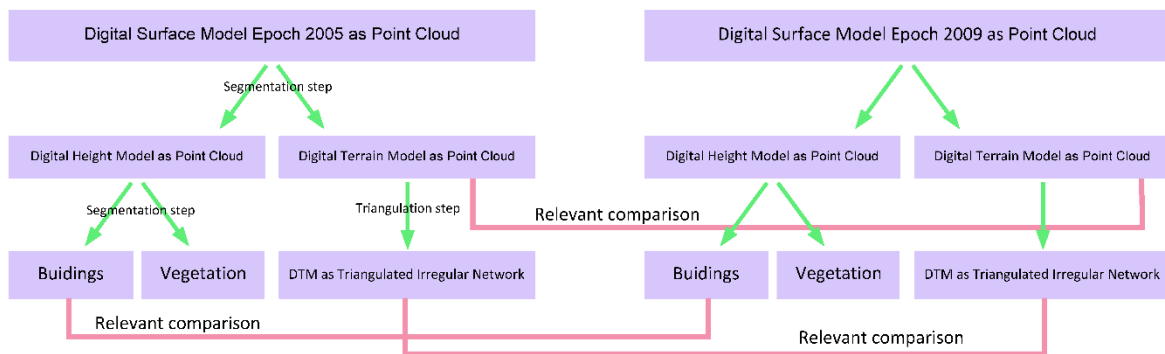 Digital Surface Model Epoch 2005 as Point Cloud
Digital Surface Model Epoch 2009 as Point Cloud
Segmentation step
Digital Height Model as Point Cloud
Digital Terrain Model as Point Cloud
Digital Height Model as Point Cloud
Digital Terrain Model as Point Cloud
Segmentation step
Triangulation step
Relevant comparison
Buidings
Vegetation
DTM as Triangulated Irregular Network
Buidings
Vegetation
DTM as Triangulated Irregular Network
Relevant comparison
Relevant comparison